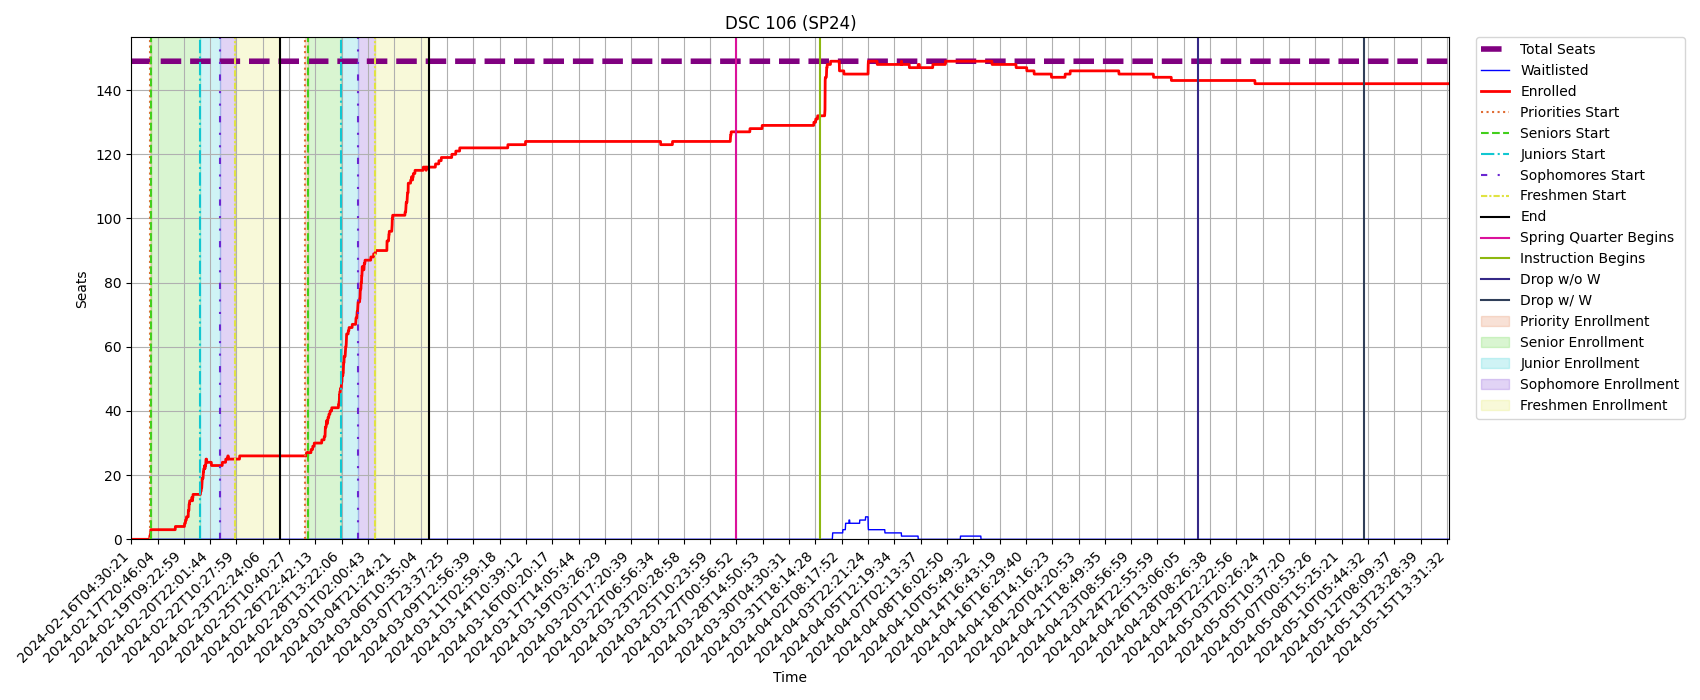 DSC 106 (SP24)
Seats
140
120
100
80
60
40
20
0
2024-02-16T04:30:21
2024-02-17T20:46:04
2024-02-19T09:22:59
2024-02-20T22:01:44
2024-02-22T10:27:59
2024-02-23T22:24:06
2024-02-25T10:40:27
2024-02-26T22:42:13
2024-02-28T13:22:06
2024-03-01T02:00:43
2024-03-04T21:24:21
2024-03-06T10:35:04
2024-03-07T23:37:25
2024-03-09T12:56:39
2024-03-11T02:59:18
2024-03-14T10:39:12
2024-03-16T00:20:17
2024-03-17T14:05:44
2024-03-19T03:26:29
2024-03-20T17:20:39
2024-03-22T06:56:34
2024-03-23T20:28:58
2024-03-25T10:23:59
2024-03-27T00:56:52
2024-03-28T14:50:53
2024-03-30T04:30:31
2024-03-31T18:14:28
2024-04-02T08:17:52
2024-04-03T22:21:24
2024-04-05T12:19:34
2024-04-07T02:13:37
2024-04-08T16:02:50
2024-04-10T05:49:32
2024-04-14T16:43:19
2024-04-16T16:29:40
2024-04-18T14:16:23
2024-04-20T04:20:53
2024-04-21T18:49:35
2024-04-23T08:56:59
2024-04-24T22:55:59
2024-04-26T13:06:05
2024-04-28T08:26:38
2024-04-29T22:22:56
2024-05-03T20:26:24
2024-05-05T10:37:20
2024-05-07T00:53:26
2024-05-08T15:25:21
2024-05-10T05:44:32
2024-05-12T08:09:37
2024-05-13T23:28:39
2024-05-15T13:31:32
Time
Total Seats
Waitlisted
Enrolled
Priorities Start
Seniors Start
Juniors Start
Sophomores Start
Freshmen Start
End
Spring Quarter Begins
Instruction Begins
Drop w/o W
Drop w/ W
Priority Enrollment
Senior Enrollment
Junior Enrollment
Sophomore Enrollment
Freshmen Enrollment